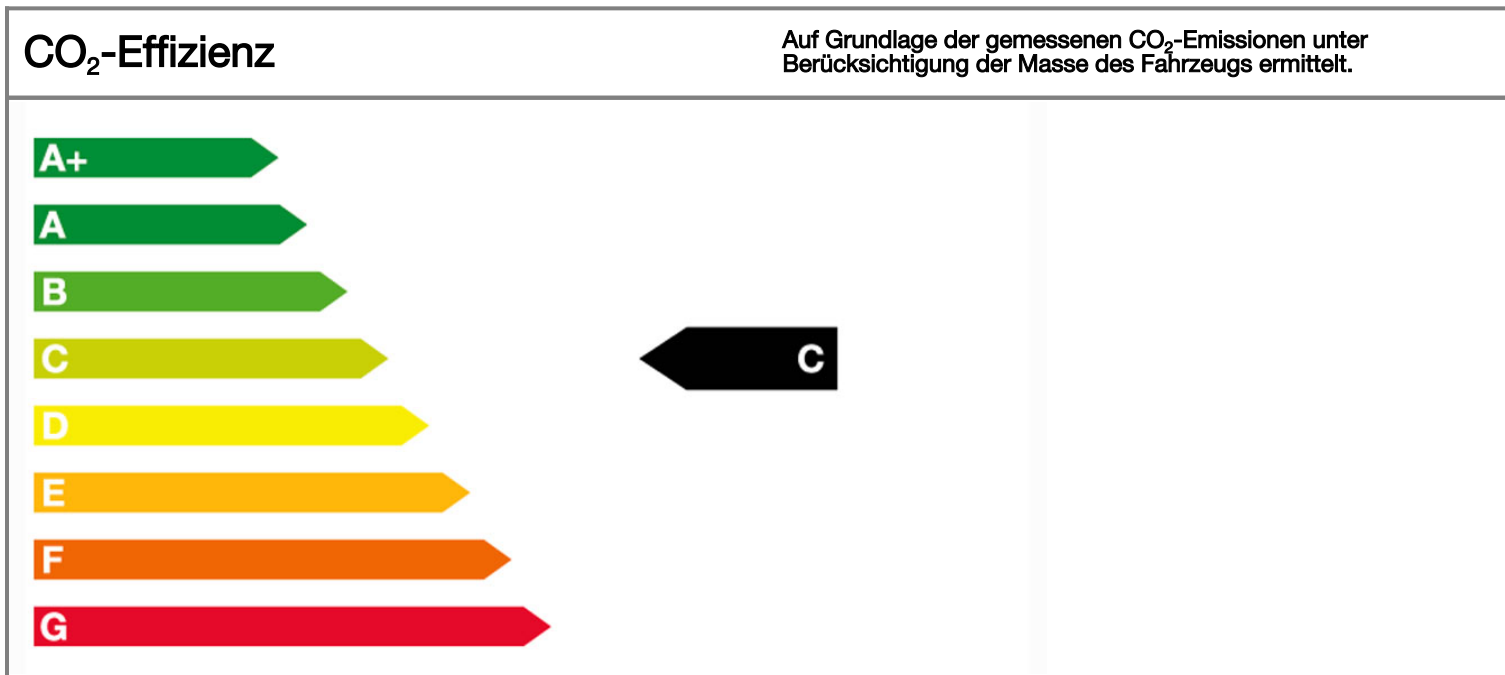 CO₂-Effizienz
Auf Grundlage der gemessenen CO₂-Emissionen unter
Berücksichtigung der Masse des Fahrzeugs ermittelt.
A+
A
B
C
C
D
E
F
G